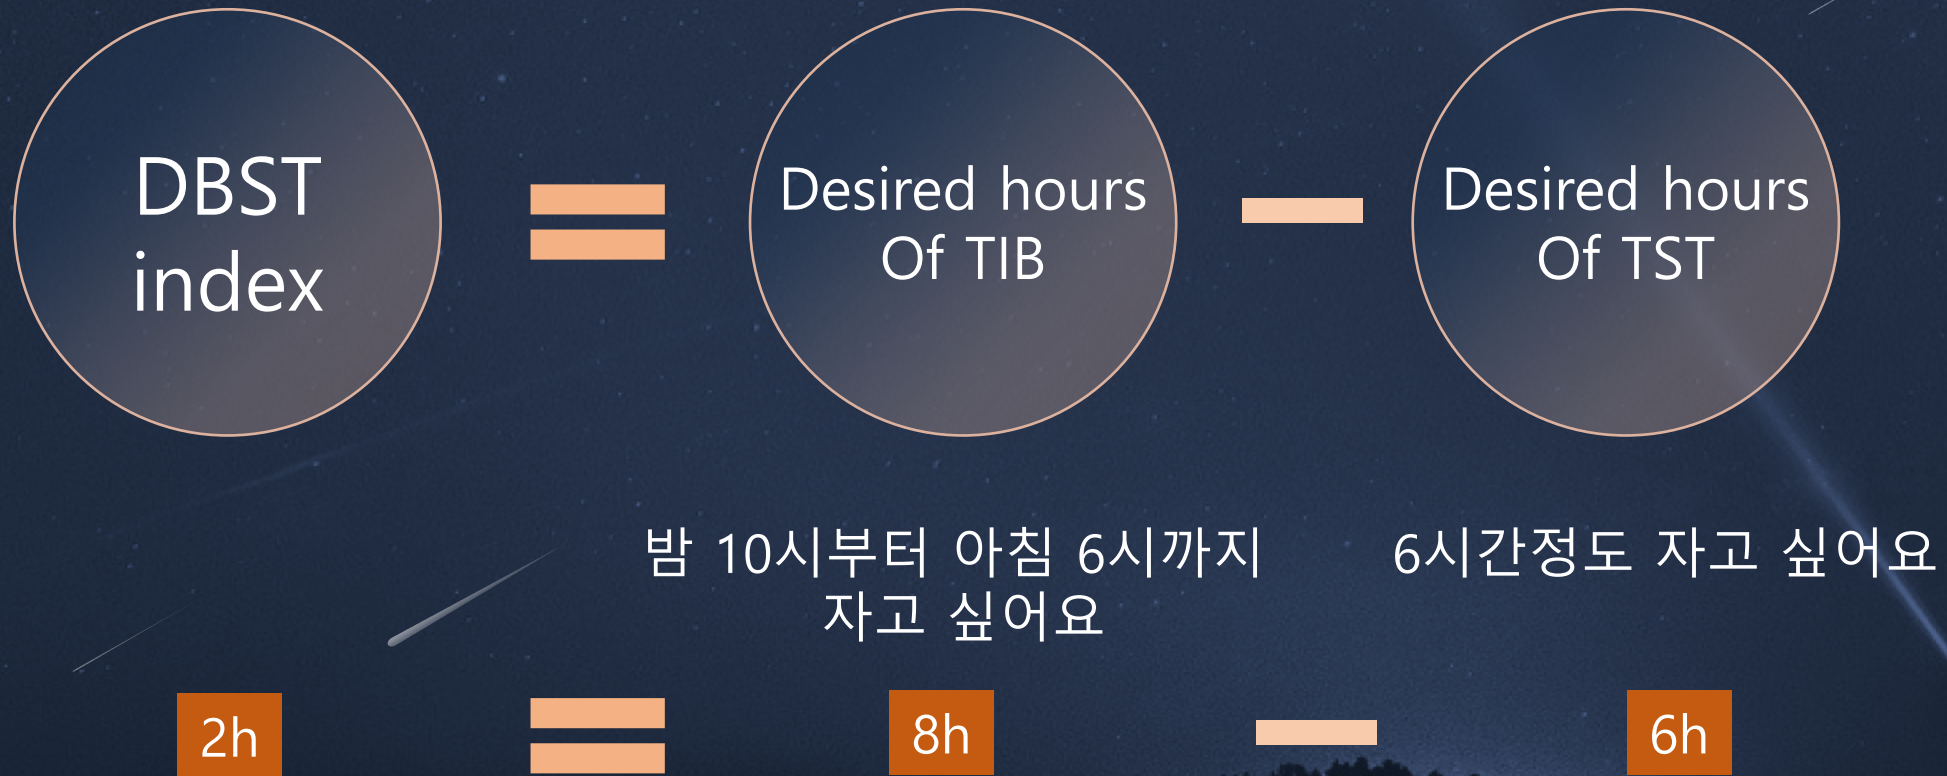 DBST
index
Desired hours
Of TIB
Desired hours
Of TST
밤 10시부터 아침 6시까지
자고 싶어요
6시간정도 자고 싶어요
2h
8h
6h